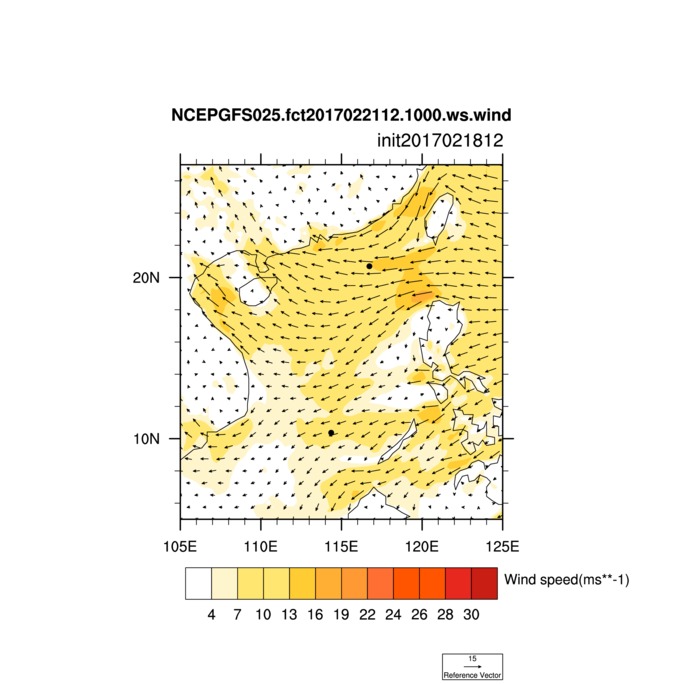 NCEPGFS025.fct2017022112.1000.ws.wind
init2017021812
20N
10N
105E 110E 115E 120E 125E
Wind speed(ms**-1)
4 7 10 13 16 19 22 24 26 28 30
15
Reference Vector